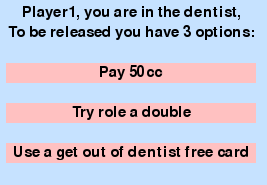 Player1, you are in the dentist,
To be released you have 3 options:
Pay 50cc
Try role a double
Use a get out of dentist free card